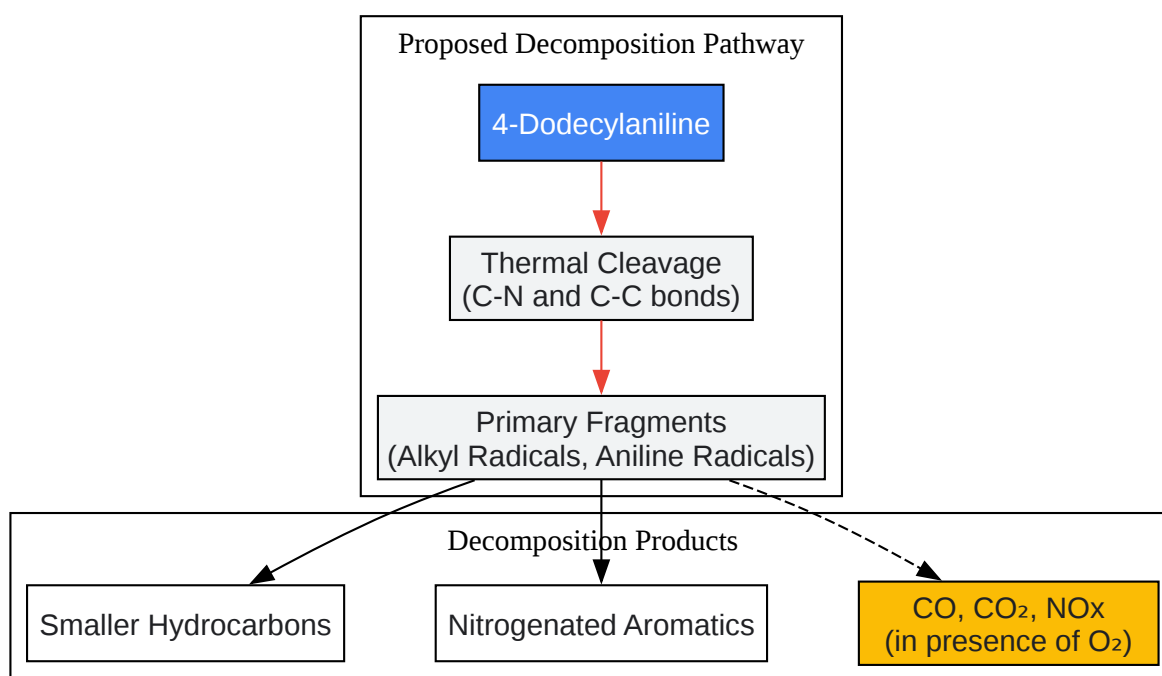 Proposed Decomposition Pathway
4-Dodecylaniline
Thermal Cleavage
(C-N and C-C bonds)
Primary Fragments
(Alkyl Radicals, Aniline Radicals)
Decomposition Products
Smaller Hydrocarbons
Nitrogenated Aromatics
CO, CO₂, NOx
(in presence of O₂)